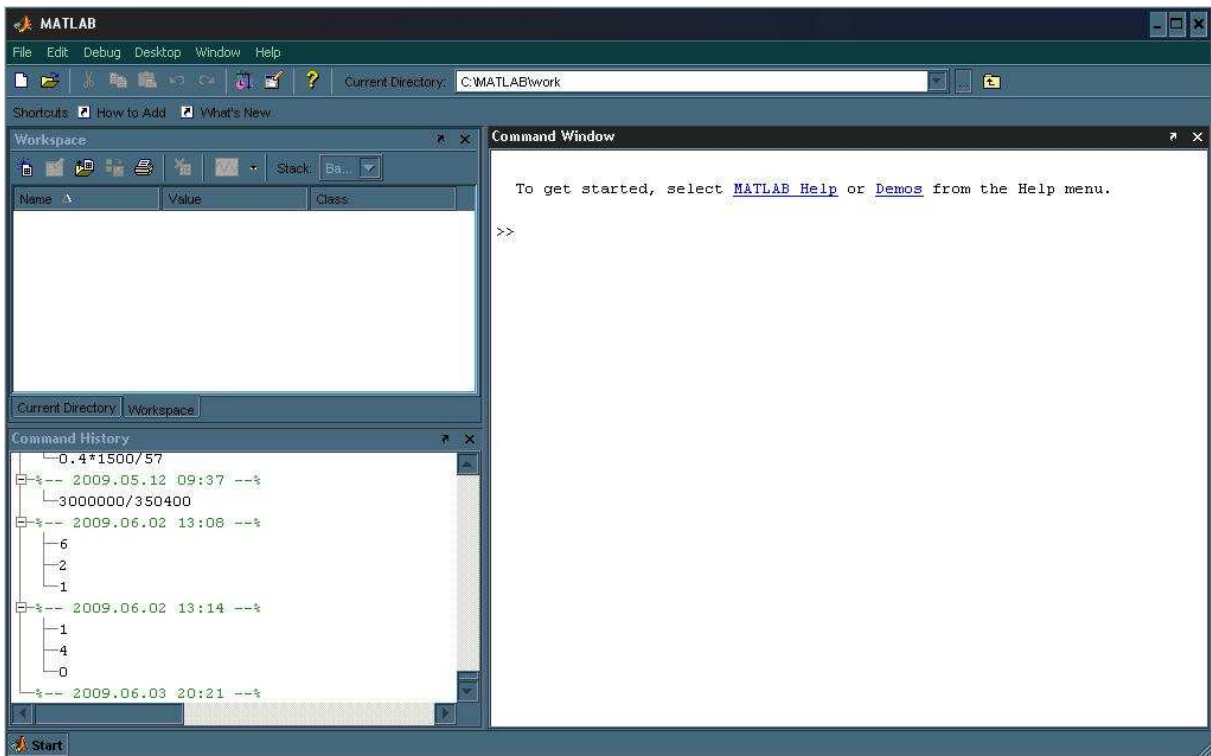 MATLAB
File Edit Debug Desktop Window Help
Current Directory: C:\MATLAB\work
Shortcuts How to Add What's New
Workspace
Stack: Ba...
Name Value Class
Current Directory Workspace
Command History
0.4*1500/57
%-- 2009.05.12 09:37 --%
3000000/350400
%-- 2009.06.02 13:08 --%
6
2
1
%-- 2009.06.02 13:14 --%
1
4
0
%-- 2009.06.03 20:21 --%
Command Window
To get started, select MATLAB Help or Demos from the Help menu.
>>
Start